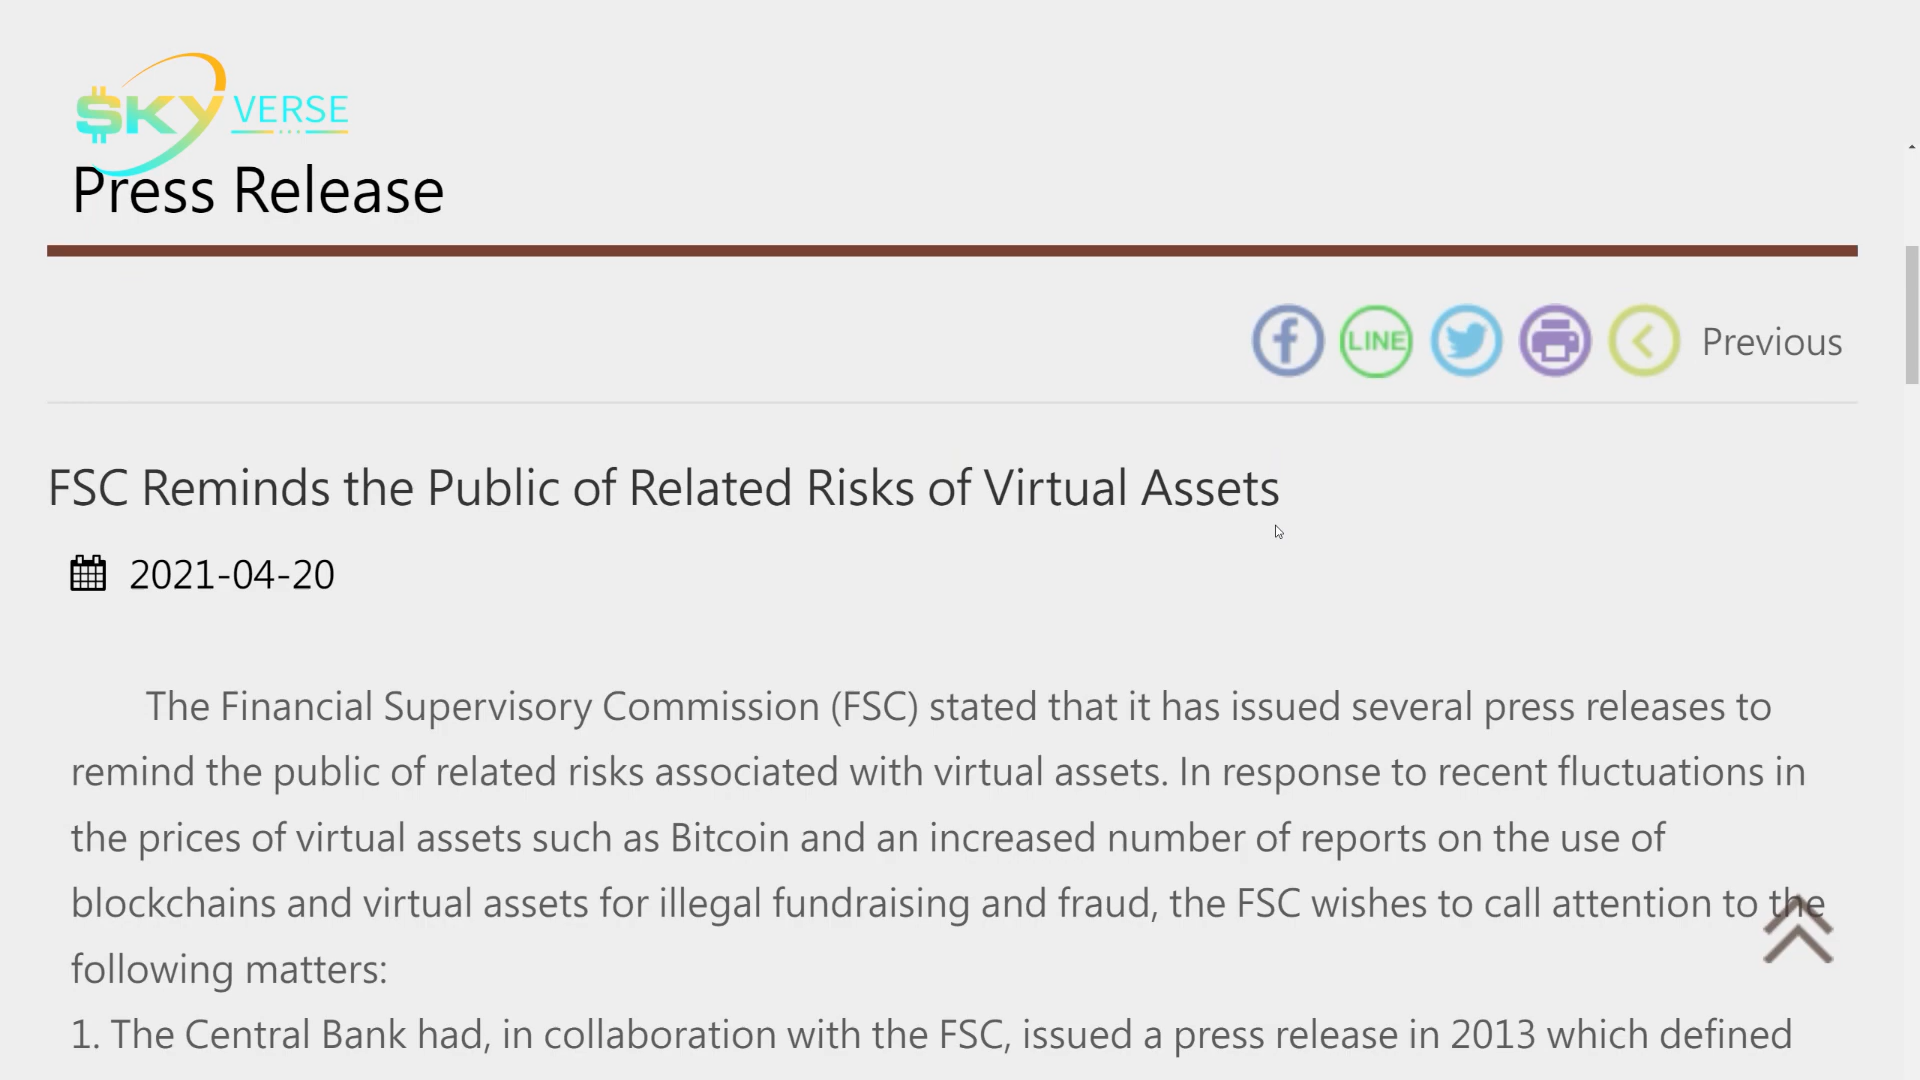 $KY VERSE
Press Release
LINE
Previous
FSC Reminds the Public of Related Risks of Virtual Assets
2021-04-20
The Financial Supervisory Commission (FSC) stated that it has issued several press releases to
remind the public of related risks associated with virtual assets. In response to recent fluctuations in
the prices of virtual assets such as Bitcoin and an increased number of reports on the use of
blockchains and virtual assets for illegal fundraising and fraud, the FSC wishes to call attention to the
following matters:
1. The Central Bank had, in collaboration with the FSC, issued a press release in 2013 which defined